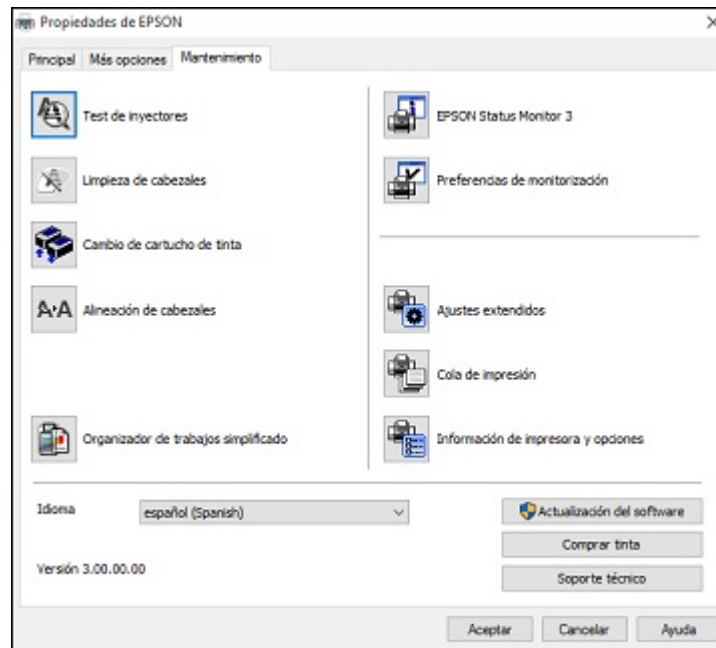 Propiedades de EPSON
Principal
Más opciones
Mantenimiento
Test de inyectores
Limpieza de cabezales
Cambio de cartucho de tinta
Alineación de cabezales
Organizador de trabajos simplificado
EPSON Status Monitor 3
Preferencias de monitorización
Ajustes extendidos
Cola de impresión
Información de impresora y opciones
Idioma
español (Spanish)
Versión 3.00.00.00
Actualización del software
Comprar tinta
Soporte técnico
Aceptar
Cancelar
Ayuda